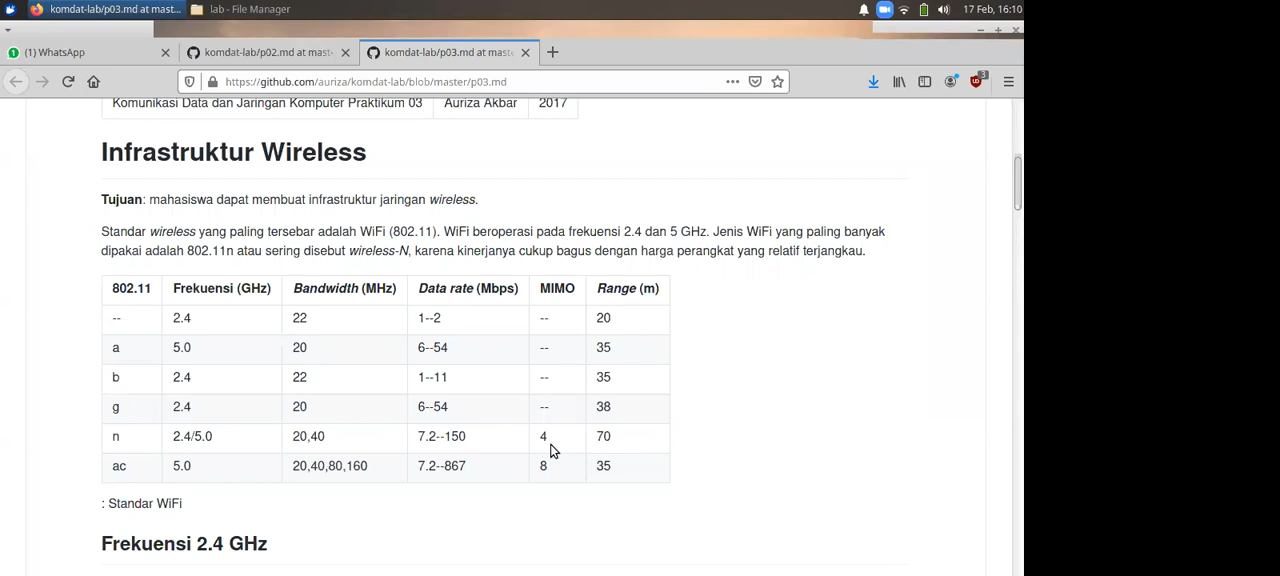 komdat-lab/p03.md at mast...
lab - File Manager
17 Feb, 16:10
1 (1) WhatsApp
komdat-lab/p02.md at mast
komdat-lab/p03.md at maste
https://github.com/auriza/komdat-lab/blob/master/p03.md
3
Komunikasi Data dan Jaringan Komputer Praktikum 03 Auriza Akbar 2017
Infrastruktur Wireless
Tujuan: mahasiswa dapat membuat infrastruktur jaringan wireless.
Standar wireless yang paling tersebar adalah WiFi (802.11). WiFi beroperasi pada frekuensi 2.4 dan 5 GHz. Jenis WiFi yang paling banyak
dipakai adalah 802.11n atau sering disebut wireless-N, karena kinerjanya cukup bagus dengan harga perangkat yang relatif terjangkau.
802.11 Frekuensi (GHz) Bandwidth (MHz) Data rate (Mbps) MIMO Range (m)
-- 2.4 22 1--2 -- 20
a 5.0 20 6--54 -- 35
b 2.4 22 1--11 -- 35
g 2.4 20 6--54 -- 38
n 2.4/5.0 20,40 7.2--150 4 70
ac 5.0 20,40,80,160 7.2--867 8 35
: Standar WiFi
Frekuensi 2.4 GHz